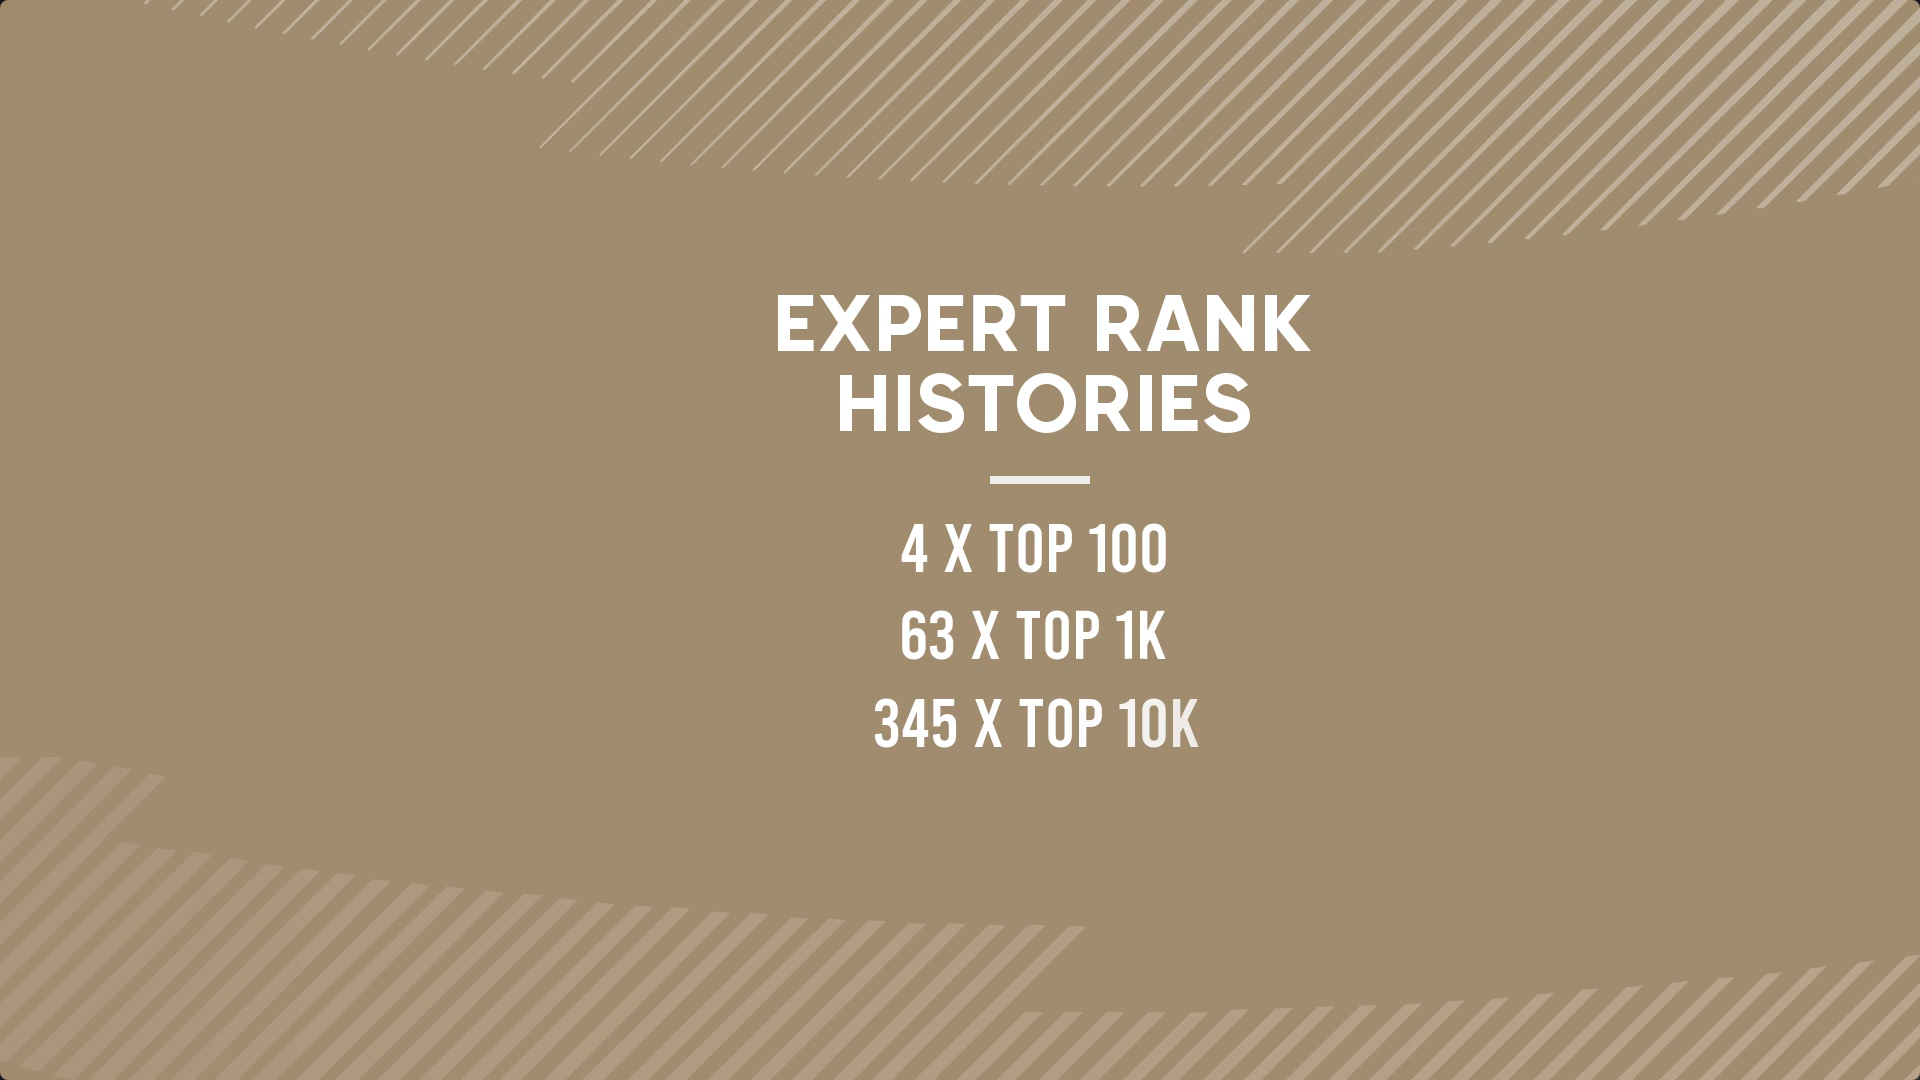 EXPERT RANK
HISTORIES
4 X TOP 100
63 X TOP 1K
345 X TOP 10K